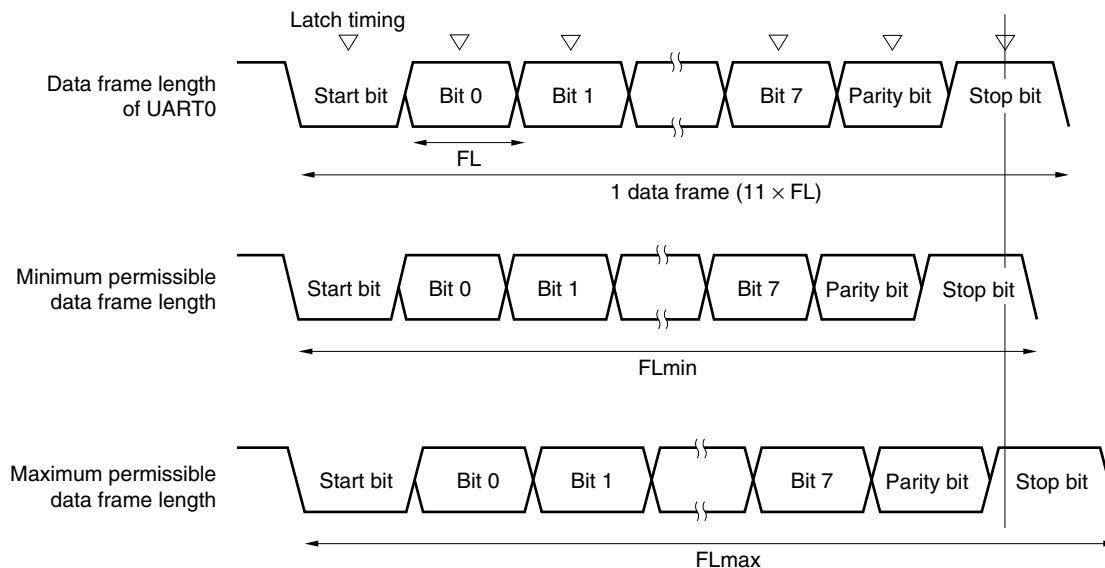 Latch timing
Data frame length
of UART0
Start bit
Bit 0
Bit 1
Bit 7
Parity bit
Stop bit
FL
1 data frame (11 × FL)
Minimum permissible
data frame length
Start bit
Bit 0
Bit 1
Bit 7
Parity bit
Stop bit
FLmin
Maximum permissible
data frame length
Start bit
Bit 0
Bit 1
Bit 7
Parity bit
Stop bit
FLmax